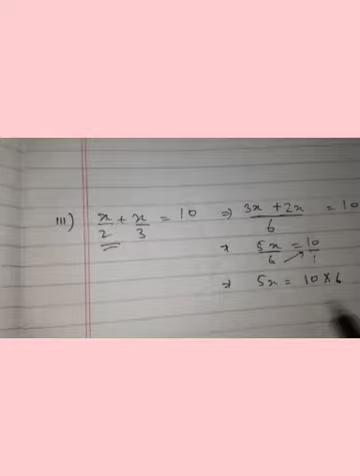 III) x/2 + x/3 = 10 ⇒ 3x + 2x / 6 = 10
⇒ 5x/6 = 10/1
⇒ 5x = 10 × 6